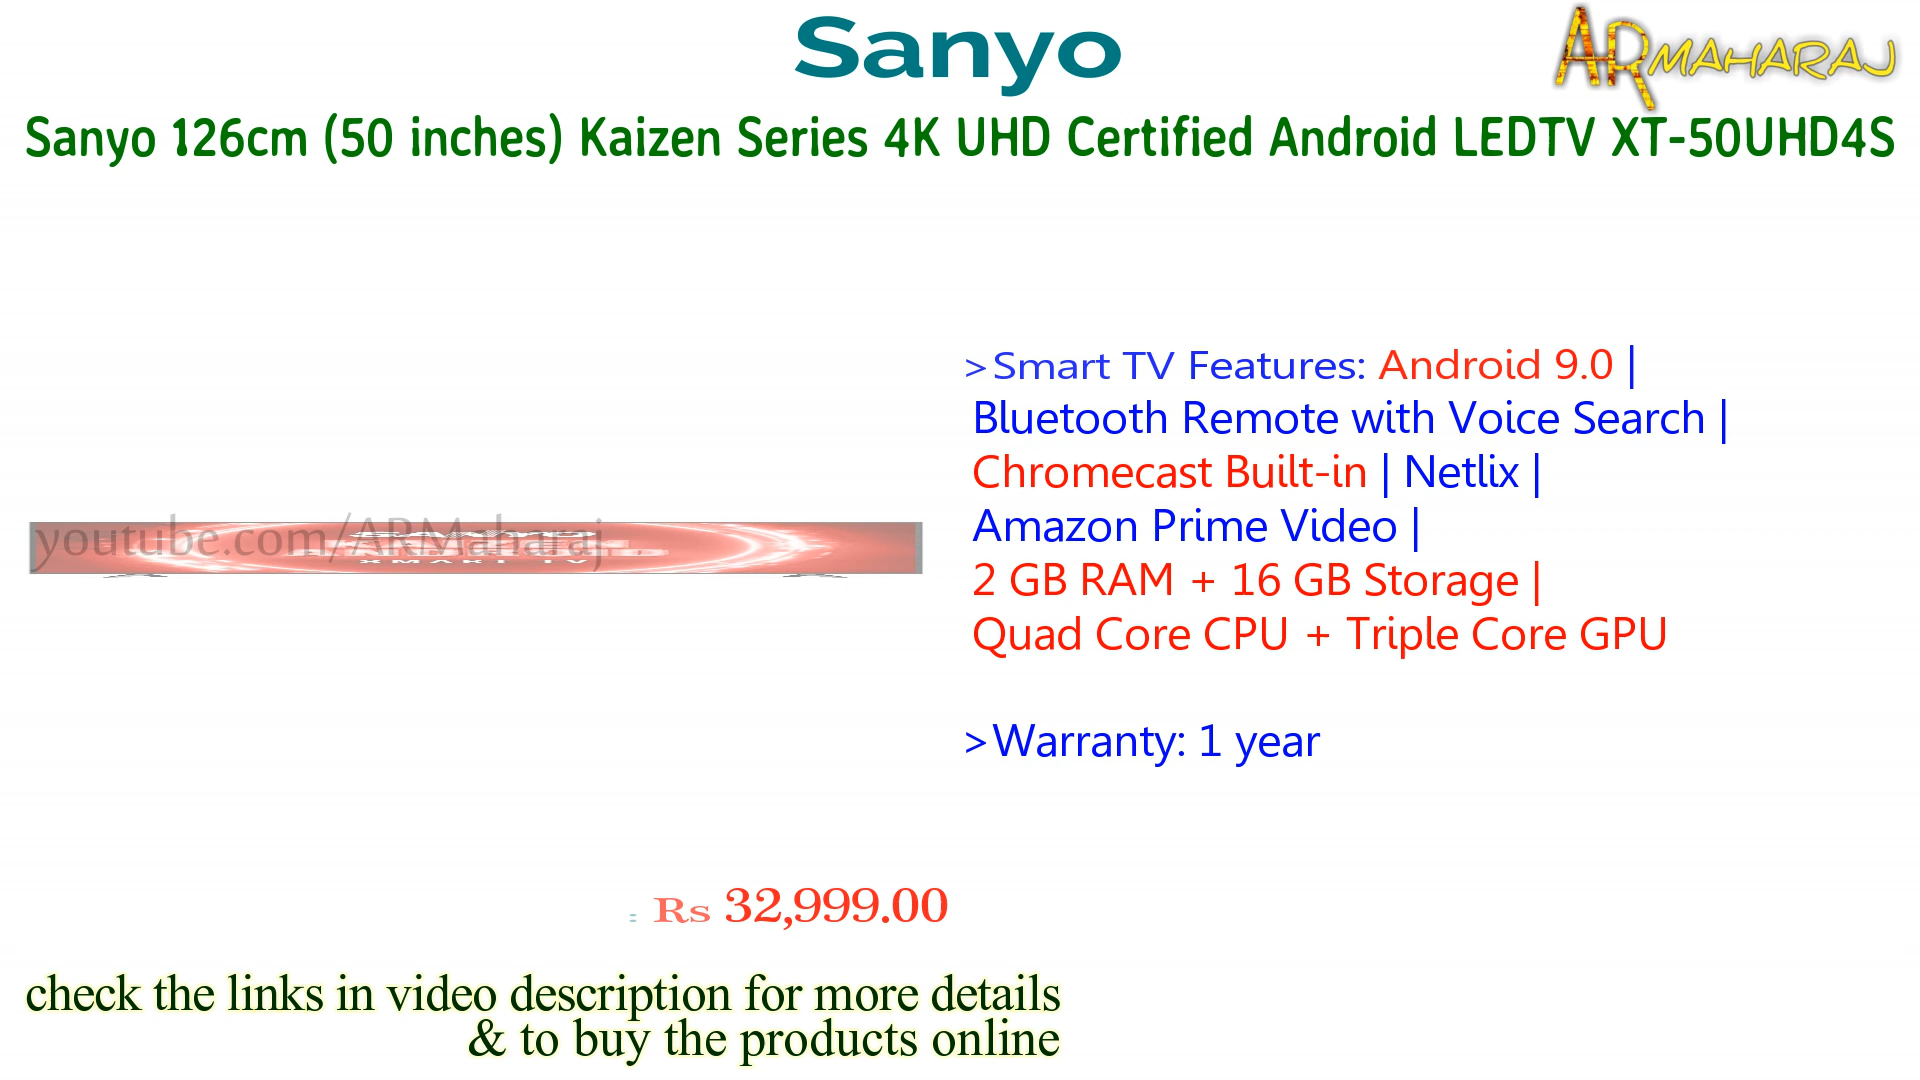 Sanyo
ARMAHARAJ
Sanyo 126cm (50 inches) Kaizen Series 4K UHD Certified Android LEDTV XT-50UHD4S
>Smart TV Features: Android 9.0 |
Bluetooth Remote with Voice Search |
Chromecast Built-in | Netlix |
Amazon Prime Video |
2 GB RAM + 16 GB Storage |
Quad Core CPU + Triple Core GPU
youtube.com/ARMaharaj
>Warranty: 1 year
: Rs 32,999.00
check the links in video description for more details
& to buy the products online